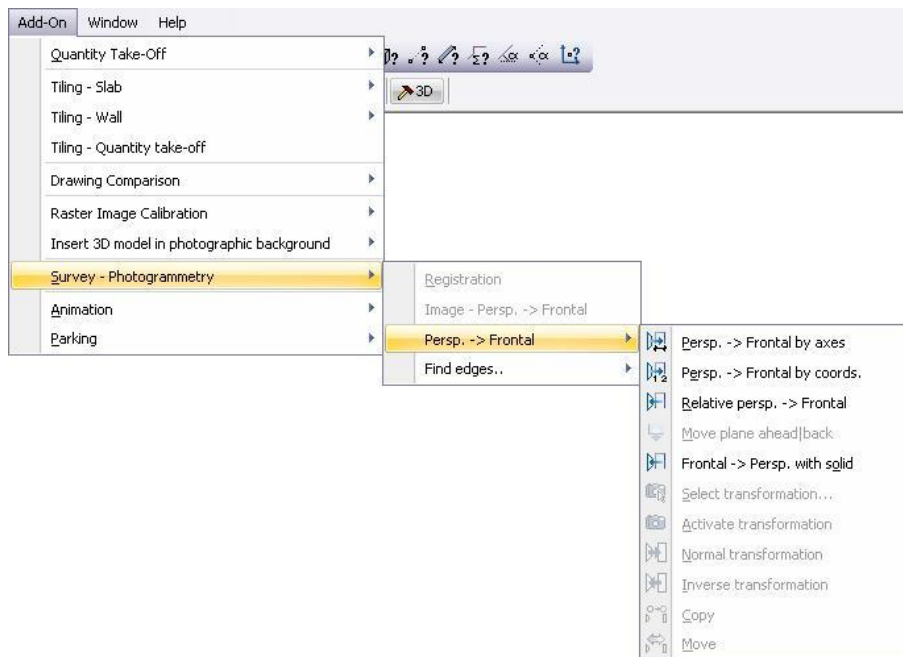 Add-On Window Help
Quantity Take-Off
Tiling - Slab
3D
Tiling - Wall
Tiling - Quantity take-off
Drawing Comparison
Raster Image Calibration
Insert 3D model in photographic background
Survey - Photogrammetry
Animation
Parking
Registration
Image - Persp. -> Frontal
Persp. -> Frontal
Find edges..
Persp. -> Frontal by axes
Persp. -> Frontal by coords.
Relative persp. -> Frontal
Move plane ahead|back
Frontal -> Persp. with solid
Select transformation...
Activate transformation
Normal transformation
Inverse transformation
Copy
Move